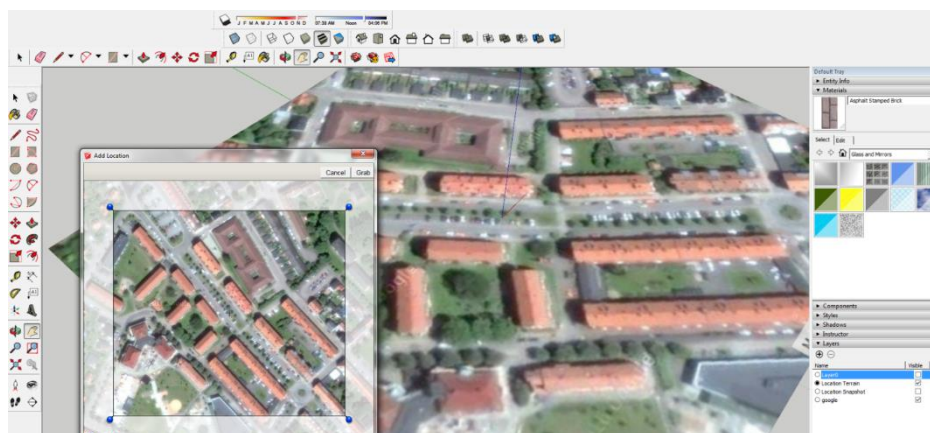 J F M A M J J A S O N D
07:39 AM Noon 04:56 PM
Default Tray
Entity Info
Materials
Asphalt Stamped Brick
Select Edit
Glass and Mirrors
Add Location
Cancel Grab
Components
Styles
Shadows
Instructor
Layers
Name Visible
Layer0
Location Terrain
Location Snapshot
google